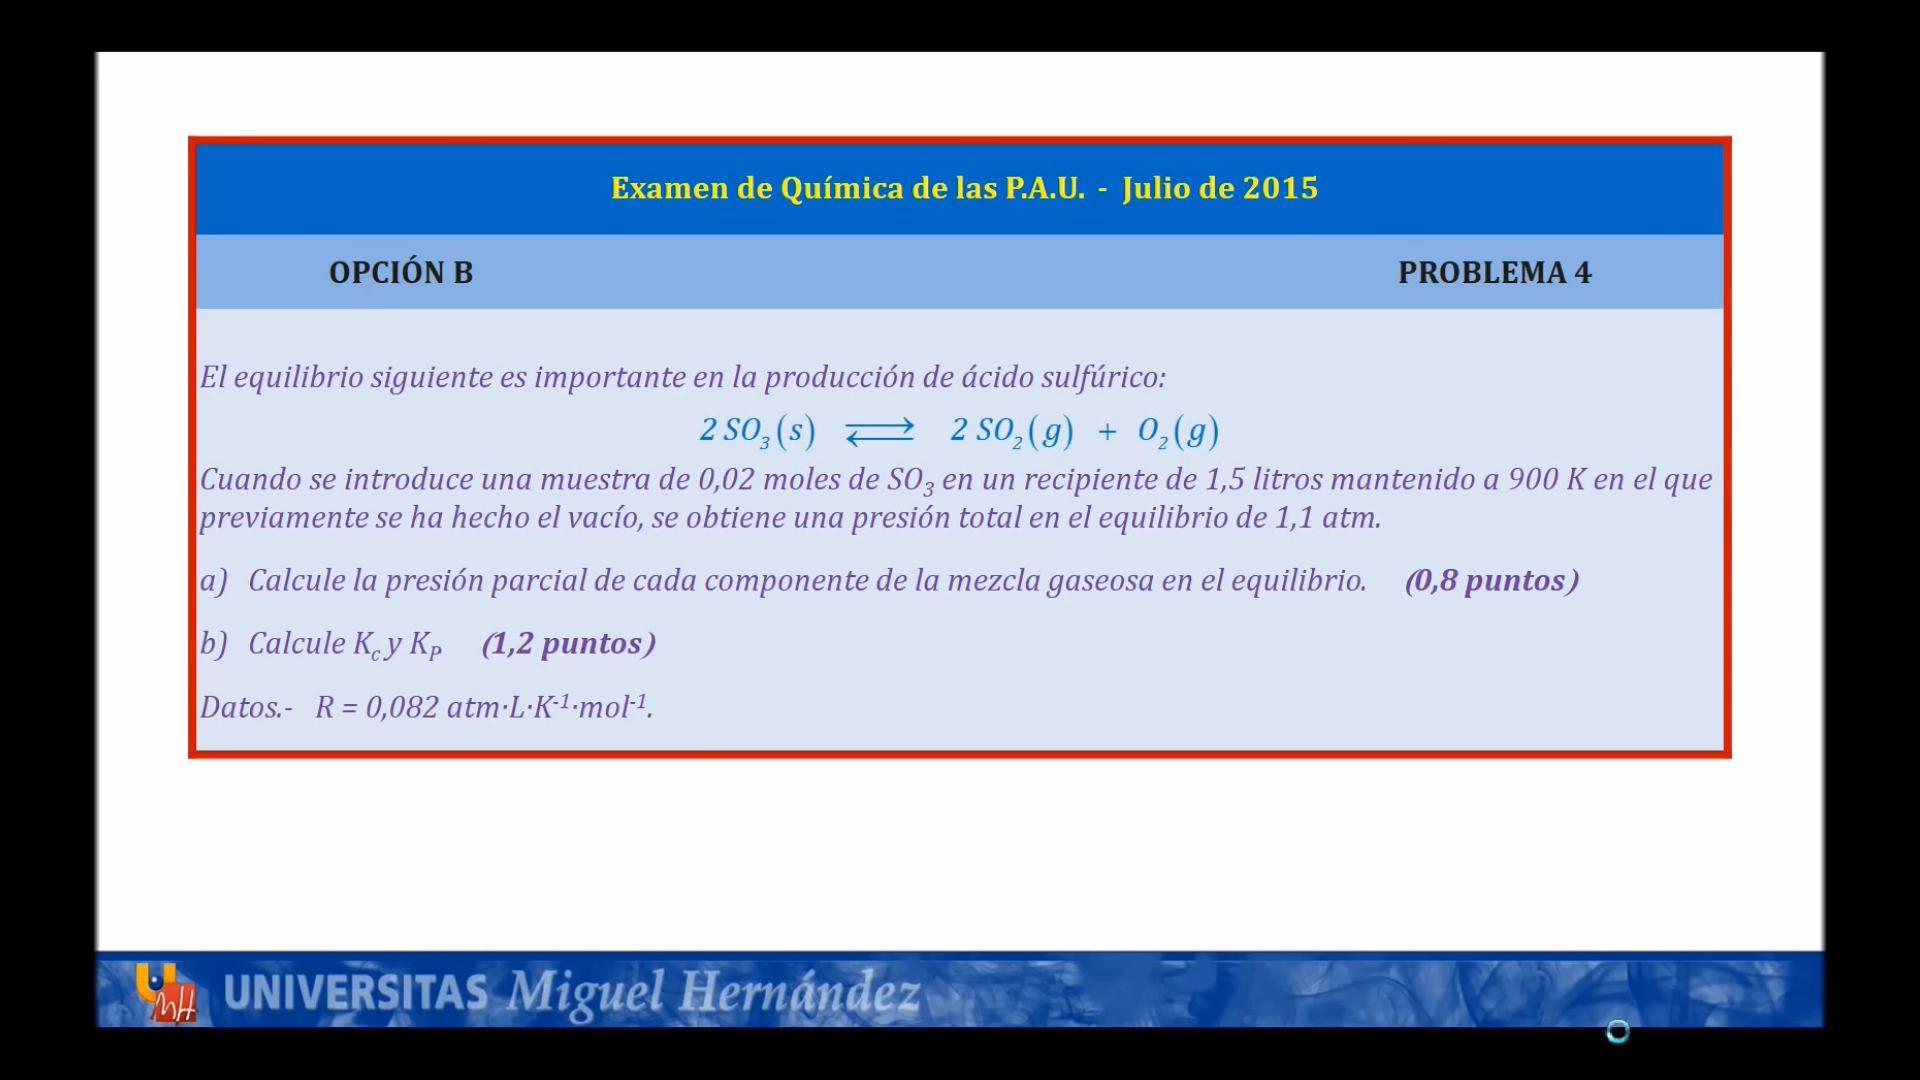 Examen de Química de las P.A.U. - Julio de 2015
OPCIÓN B PROBLEMA 4
El equilibrio siguiente es importante en la producción de ácido sulfúrico:
2 SO₃(s) ⇌ 2 SO₂(g) + O₂(g)
Cuando se introduce una muestra de 0,02 moles de SO₃ en un recipiente de 1,5 litros mantenido a 900 K en el que
previamente se ha hecho el vacío, se obtiene una presión total en el equilibrio de 1,1 atm.
a) Calcule la presión parcial de cada componente de la mezcla gaseosa en el equilibrio. (0,8 puntos)
b) Calcule K꜀ y Kₚ (1,2 puntos)
Datos.- R = 0,082 atm·L·K⁻¹·mol⁻¹.
UNIVERSITAS Miguel Hernández